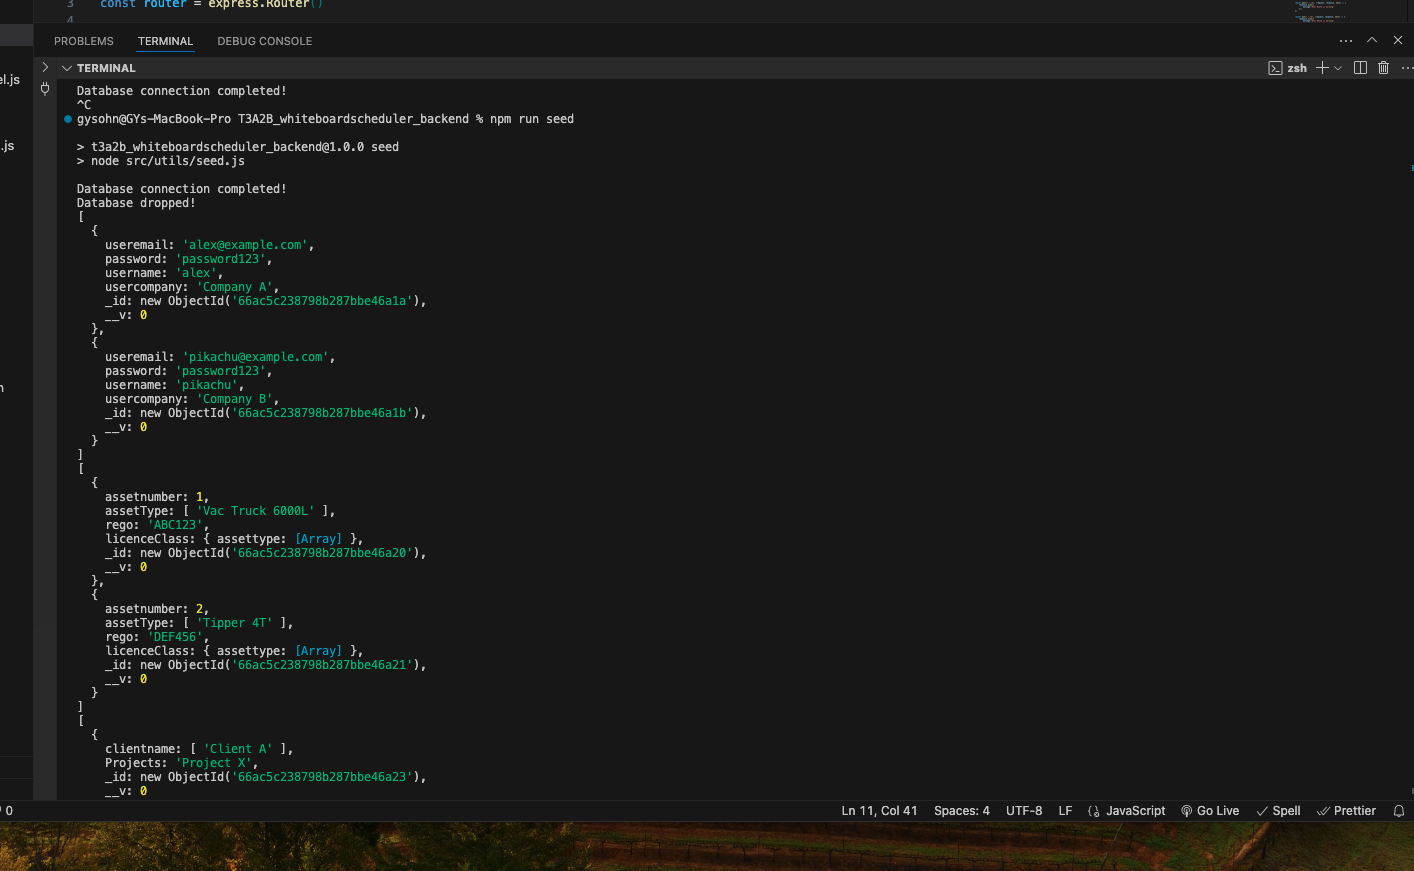 3 const router = express.Router()
4
PROBLEMS TERMINAL DEBUG CONSOLE
TERMINAL
zsh
el.js
.js
n
Database connection completed!
^C
gysohn@GYs-MacBook-Pro T3A2B_whiteboardscheduler_backend % npm run seed
> t3a2b_whiteboardscheduler_backend@1.0.0 seed
> node src/utils/seed.js
Database connection completed!
Database dropped!
[
{
useremail: 'alex@example.com',
password: 'password123',
username: 'alex',
usercompany: 'Company A',
_id: new ObjectId('66ac5c238798b287bbe46a1a'),
__v: 0
},
{
useremail: 'pikachu@example.com',
password: 'password123',
username: 'pikachu',
usercompany: 'Company B',
_id: new ObjectId('66ac5c238798b287bbe46a1b'),
__v: 0
}
]
[
{
assetnumber: 1,
assetType: [ 'Vac Truck 6000L' ],
rego: 'ABC123',
licenceClass: { assettype: [Array] },
_id: new ObjectId('66ac5c238798b287bbe46a20'),
__v: 0
},
{
assetnumber: 2,
assetType: [ 'Tipper 4T' ],
rego: 'DEF456',
licenceClass: { assettype: [Array] },
_id: new ObjectId('66ac5c238798b287bbe46a21'),
__v: 0
}
]
[
{
clientname: [ 'Client A' ],
Projects: 'Project X',
_id: new ObjectId('66ac5c238798b287bbe46a23'),
__v: 0
0 Ln 11, Col 41 Spaces: 4 UTF-8 LF JavaScript Go Live Spell Prettier